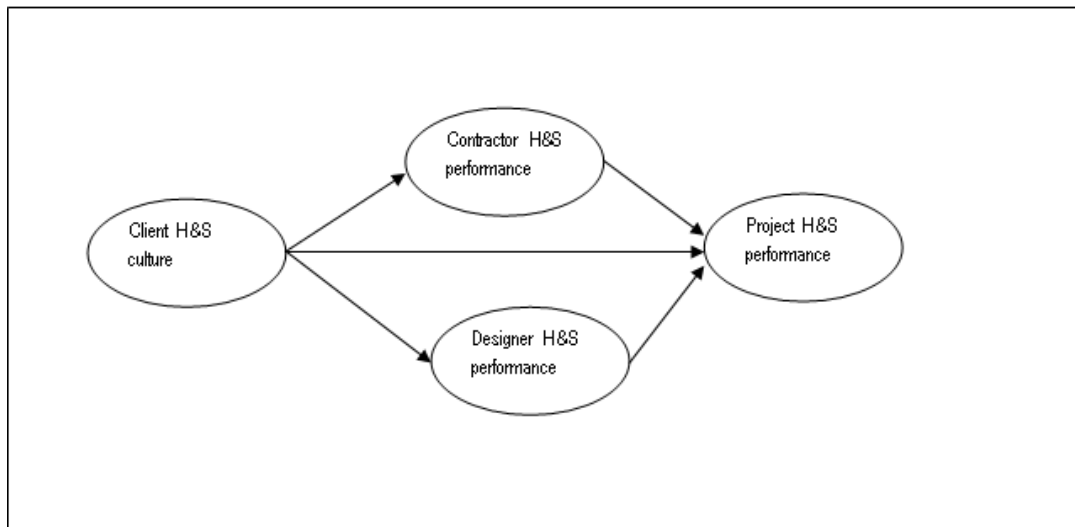 Contractor H&S
performance
Client H&S
culture
Project H&S
performance
Designer H&S
performance